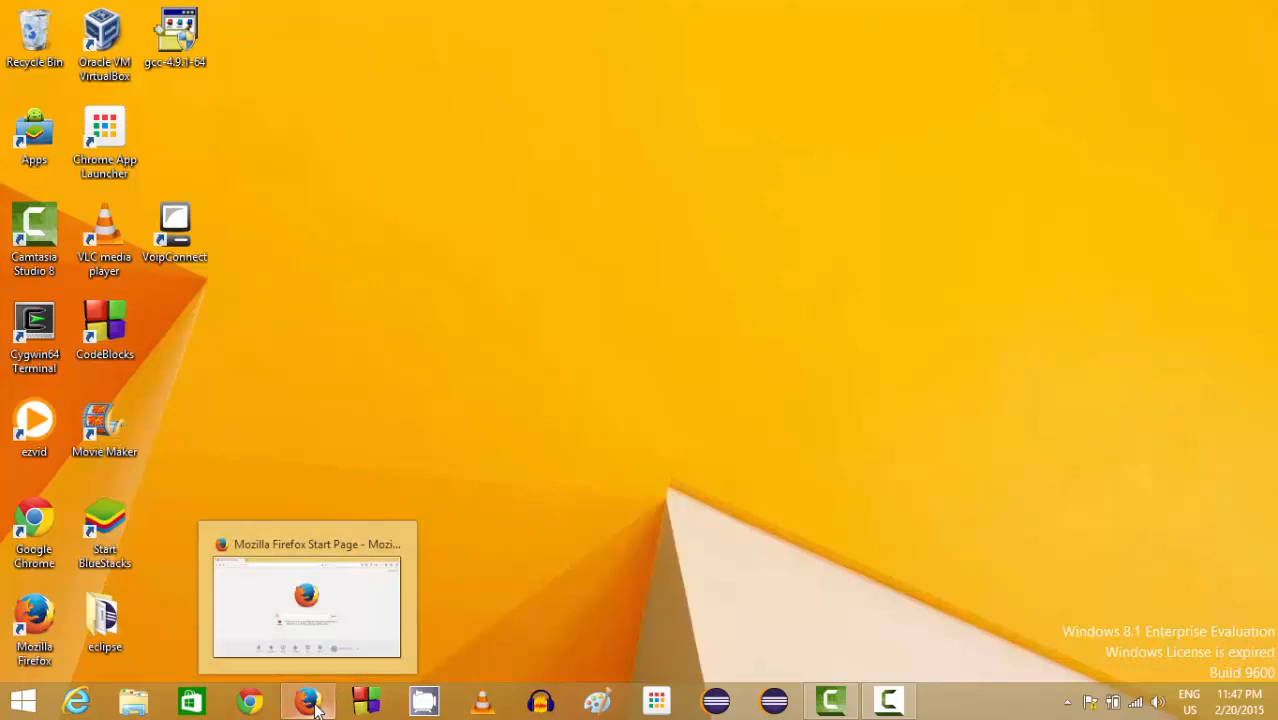 Recycle Bin
Oracle VM
VirtualBox
gcc-4.9.1-64
Apps
Chrome App
Launcher
Camtasia
Studio 8
VLC media
player
VoipConnect
Cygwin64
Terminal
CodeBlocks
ezvid
Movie Maker
Google
Chrome
Start
BlueStacks
Mozilla
Firefox
eclipse
Mozilla Firefox Start Page - Mozi...
Windows 8.1 Enterprise Evaluation
Windows License is expired
Build 9600
ENG
US
11:47 PM
2/20/2015